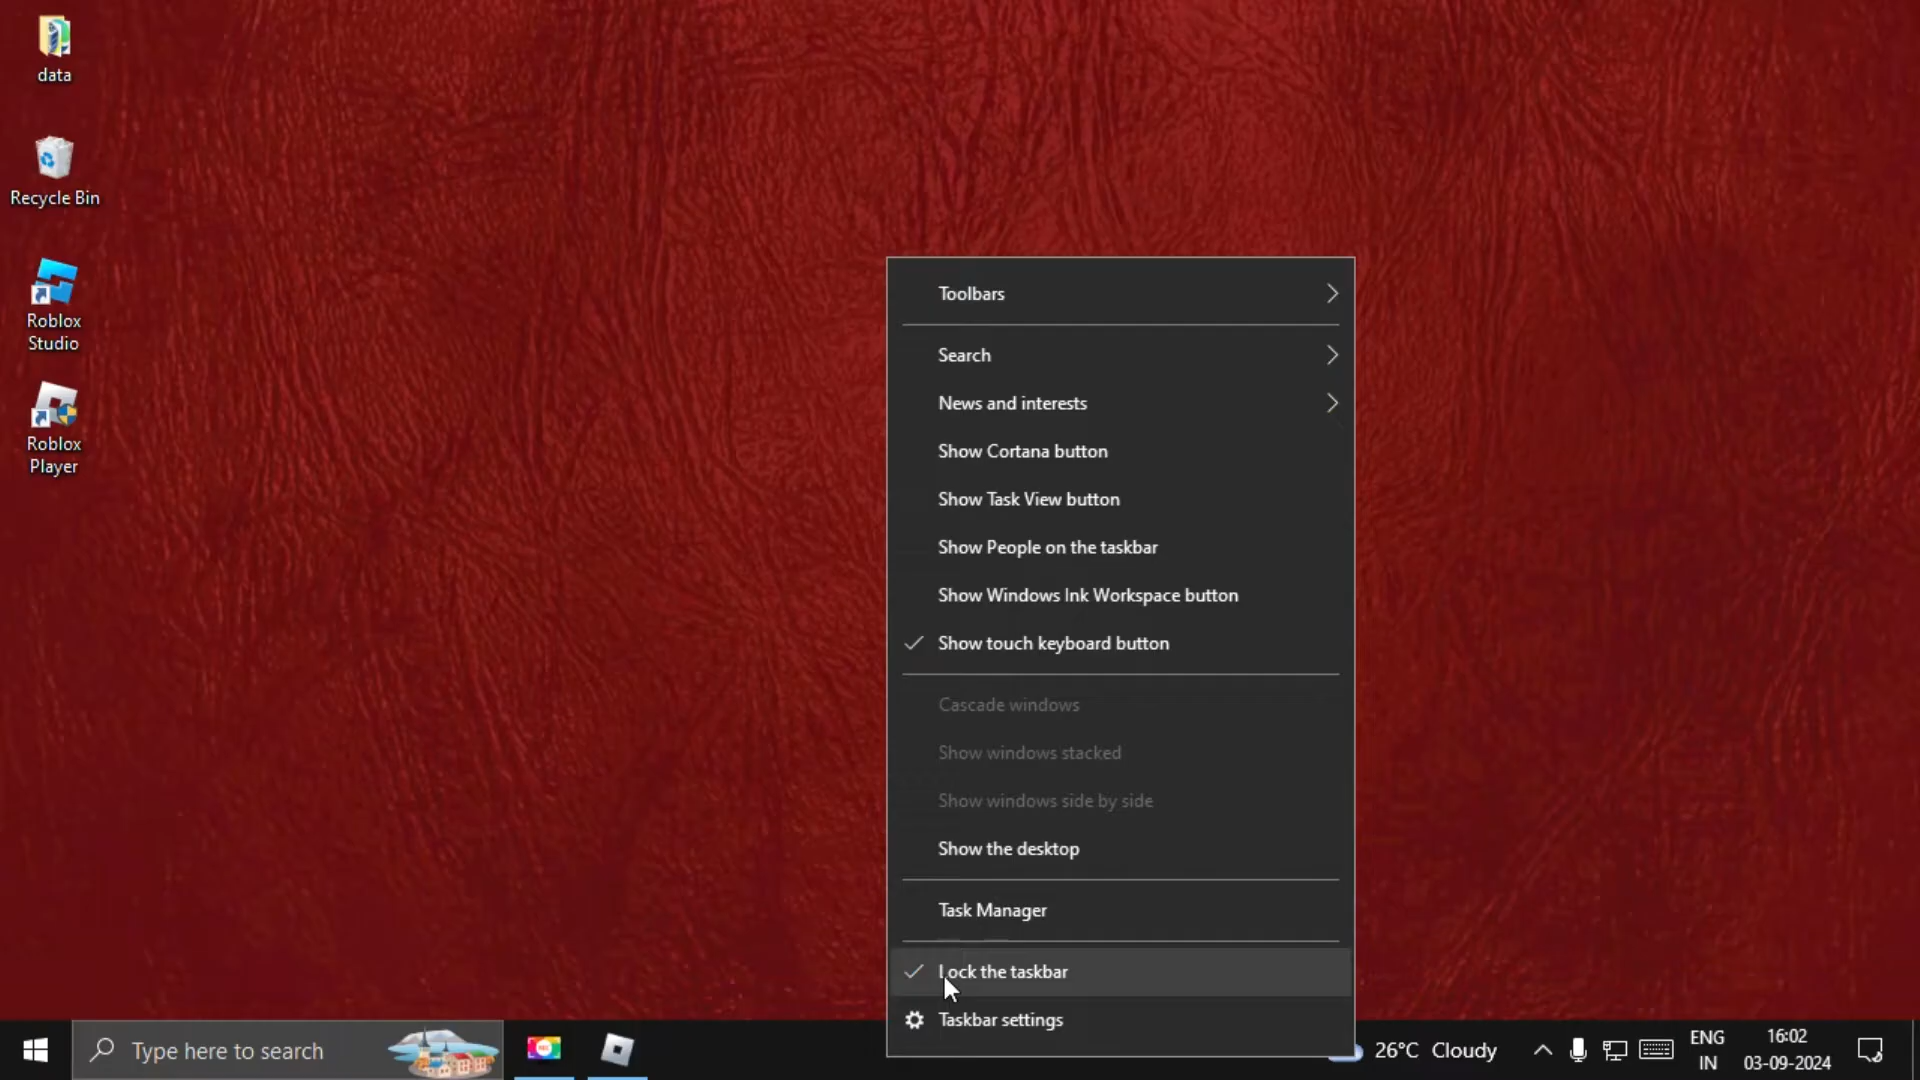 data
Recycle Bin
Roblox
Studio
Roblox
Player
Toolbars
Search
News and interests
Show Cortana button
Show Task View button
Show People on the taskbar
Show Windows Ink Workspace button
Show touch keyboard button
Cascade windows
Show windows stacked
Show windows side by side
Show the desktop
Task Manager
Lock the taskbar
Taskbar settings
Type here to search
26°C Cloudy
ENG
IN
16:02
03-09-2024